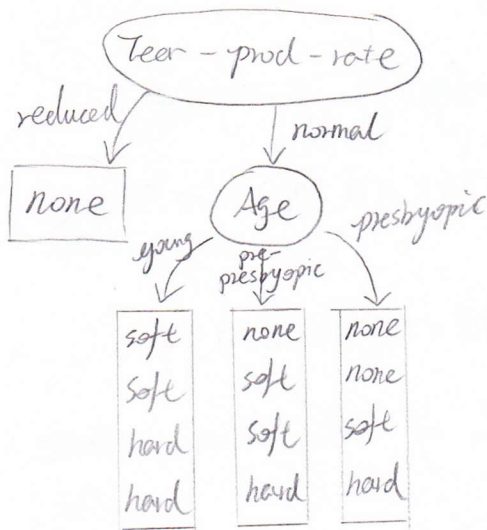 Teer-prod-rate
reduced
normal
none
Age
young
pre-
presbyopic
presbyopic
soft
soft
hard
hard
none
soft
soft
hard
none
none
soft
hard